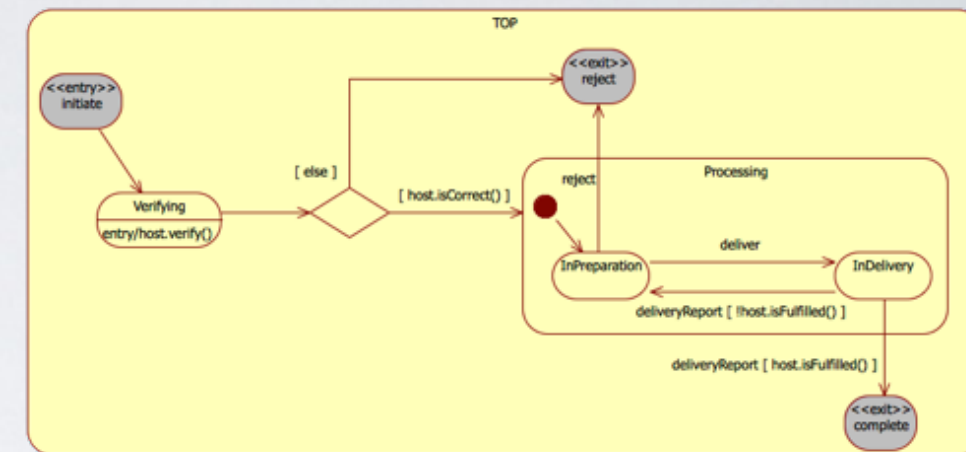 TOP
<<exit>>
reject
<<entry>>
initiate
[ else ]
reject
Processing
[ host.isCorrect() ]
Verifying
entry/host.verify()
deliver
InPreparation
InDelivery
deliveryReport [ !host.isFulfilled() ]
deliveryReport [ host.isFulfilled() ]
<<exit>>
complete